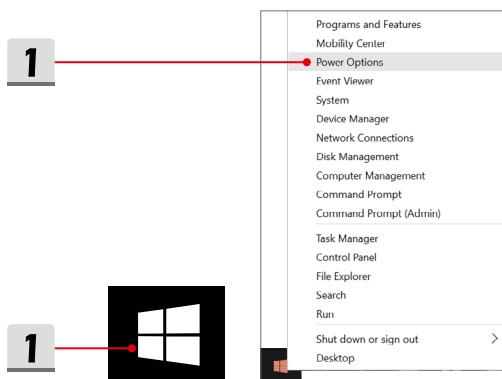 1
Programs and Features
Mobility Center
Power Options
Event Viewer
System
Device Manager
Network Connections
Disk Management
Computer Management
Command Prompt
Command Prompt (Admin)
Task Manager
Control Panel
File Explorer
Search
Run
Shut down or sign out
Desktop
1